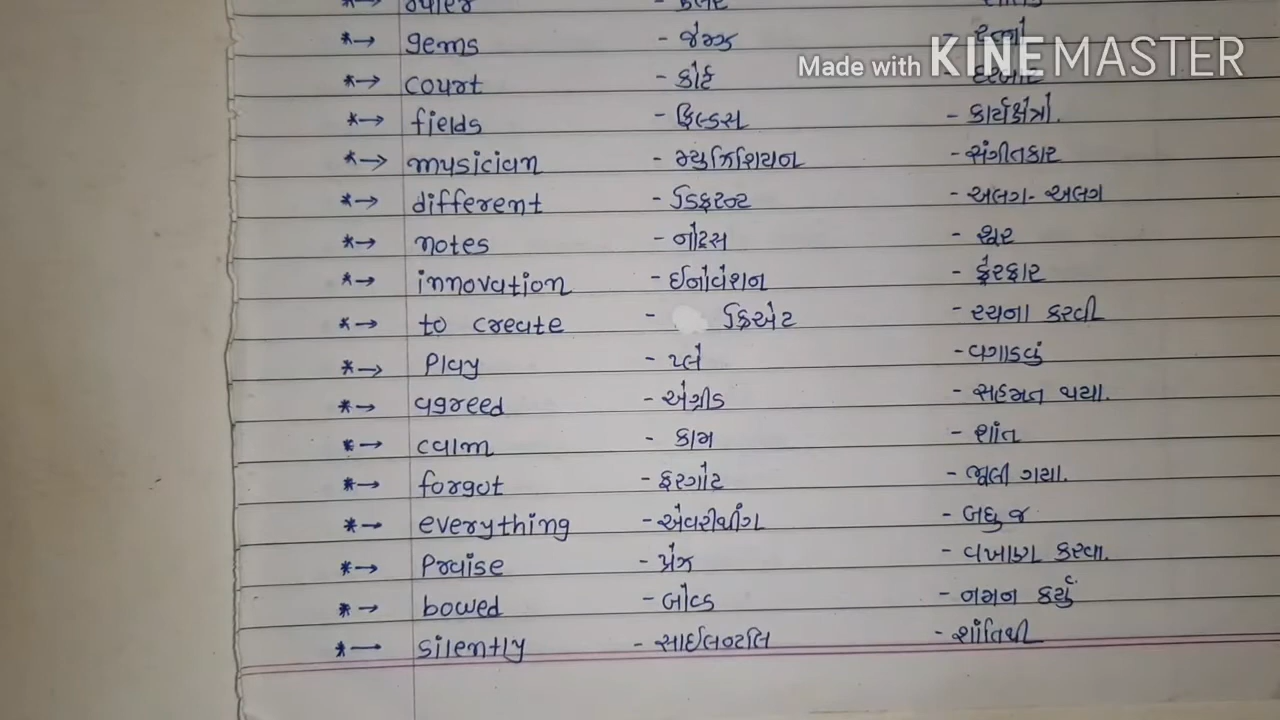 gems - જેમ્ઝ - રત્નો
Made with KINEMASTER
court - કોર્ટ - દરબાર
fields - ફિલ્ડસ - કાર્યક્ષેત્રો.
musician - મ્યુઝિશિયન - સંગીતકાર
different - ડિફરન્ટ - અલગ- અલગ
notes - નોટ્સ - સ્વર
innovation - ઈનોવેશન - ફેરફાર
to create - ક્રિએટ - રચના કરવી
Play - પ્લે - વગાડવું
agreed - એગ્રીડ - સહમત થયા.
calm - કામ - શાંત
forgot - ફરગોટ - ભૂલી ગયા.
everything - એવરીથીંગ - બધુ જ
Praise - પ્રેઝ - વખાણ કરવા.
bowed - બોવ્ડ - નમન કર્યું
silently - સાઈલન્ટલિ - શાંતિથી